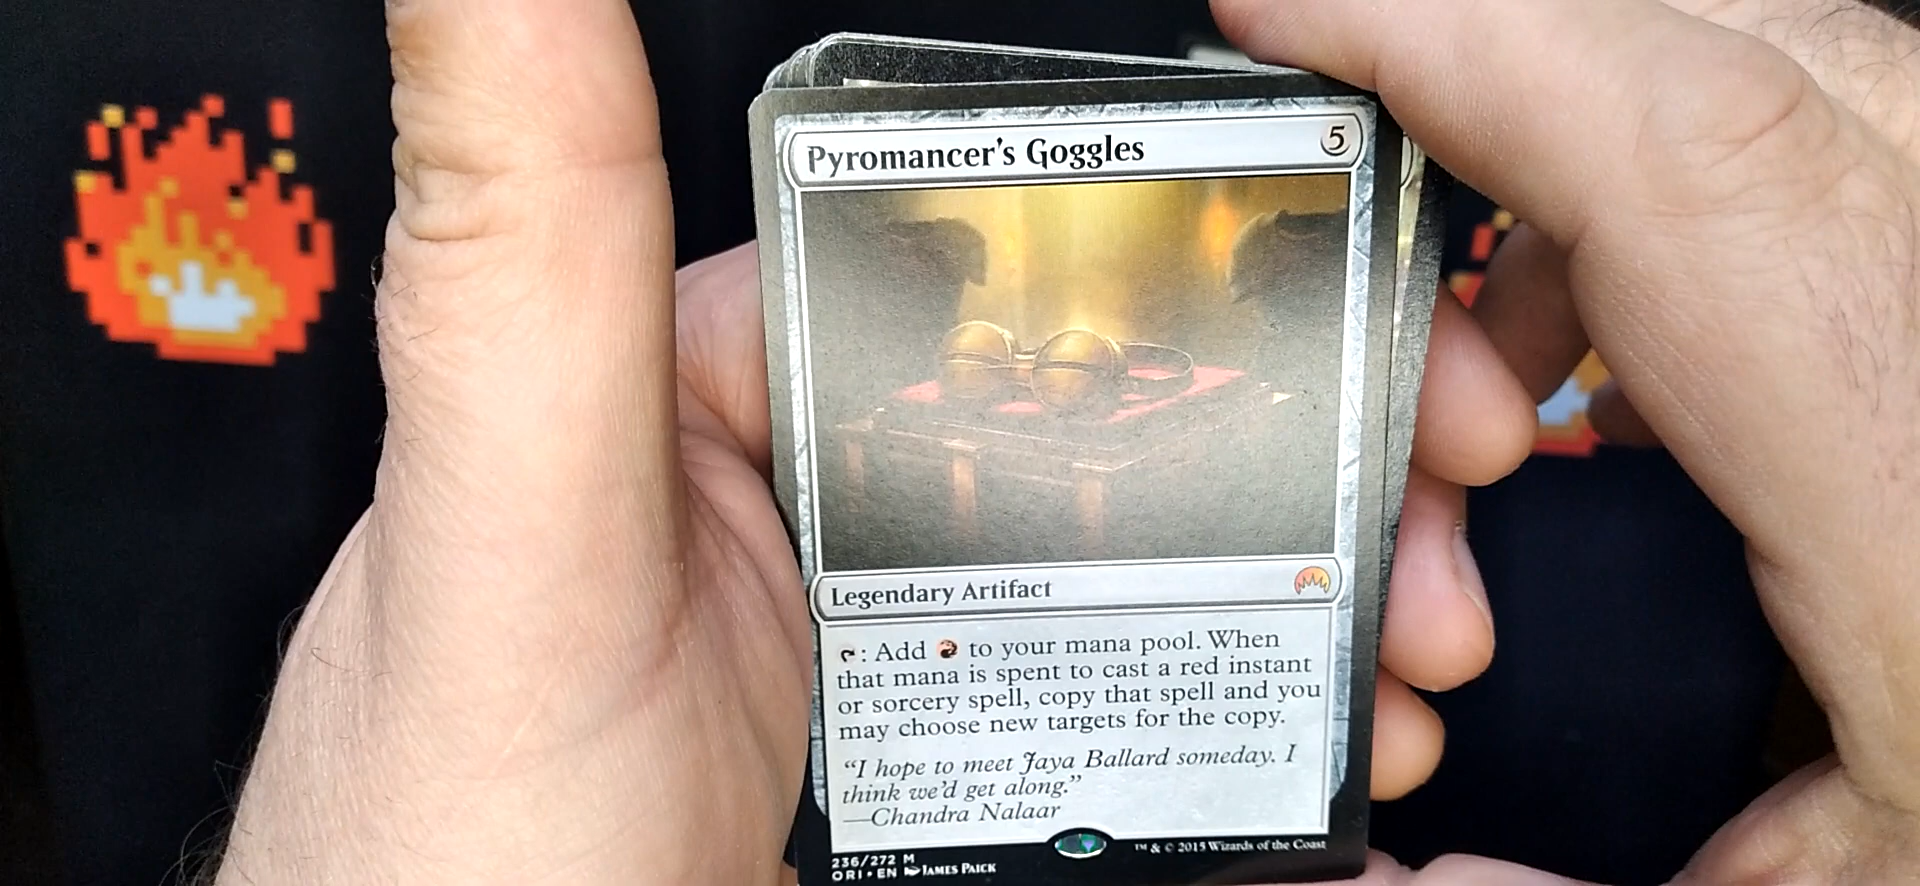 Pyromancer's Goggles 5
Legendary Artifact
: Add to your mana pool. When
that mana is spent to cast a red instant
or sorcery spell, copy that spell and you
may choose new targets for the copy.
“I hope to meet Jaya Ballard someday. I
think we’d get along.”
—Chandra Nalaar
236/272 M
ORI • EN JAMES PAICK
™ & © 2015 Wizards of the Coast